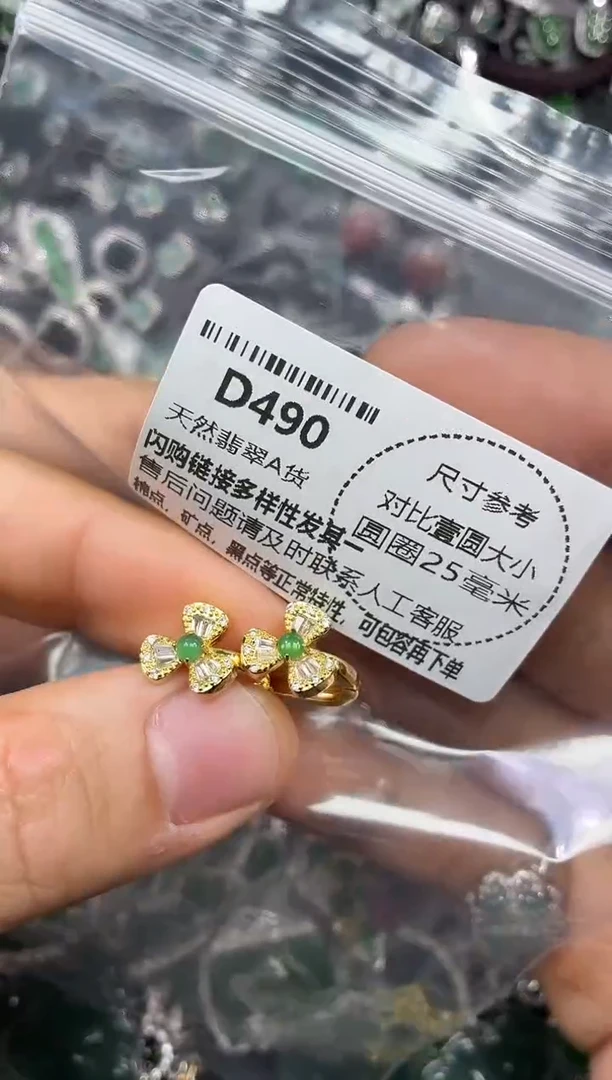 D490
天然翡翠A货
闪购链接多样性发其一
售后问题请及时联系人工客服
棉点，矿点，黑点等正常特性，可包容再下单
尺寸参考
对比富圆大小
圆圈25毫米